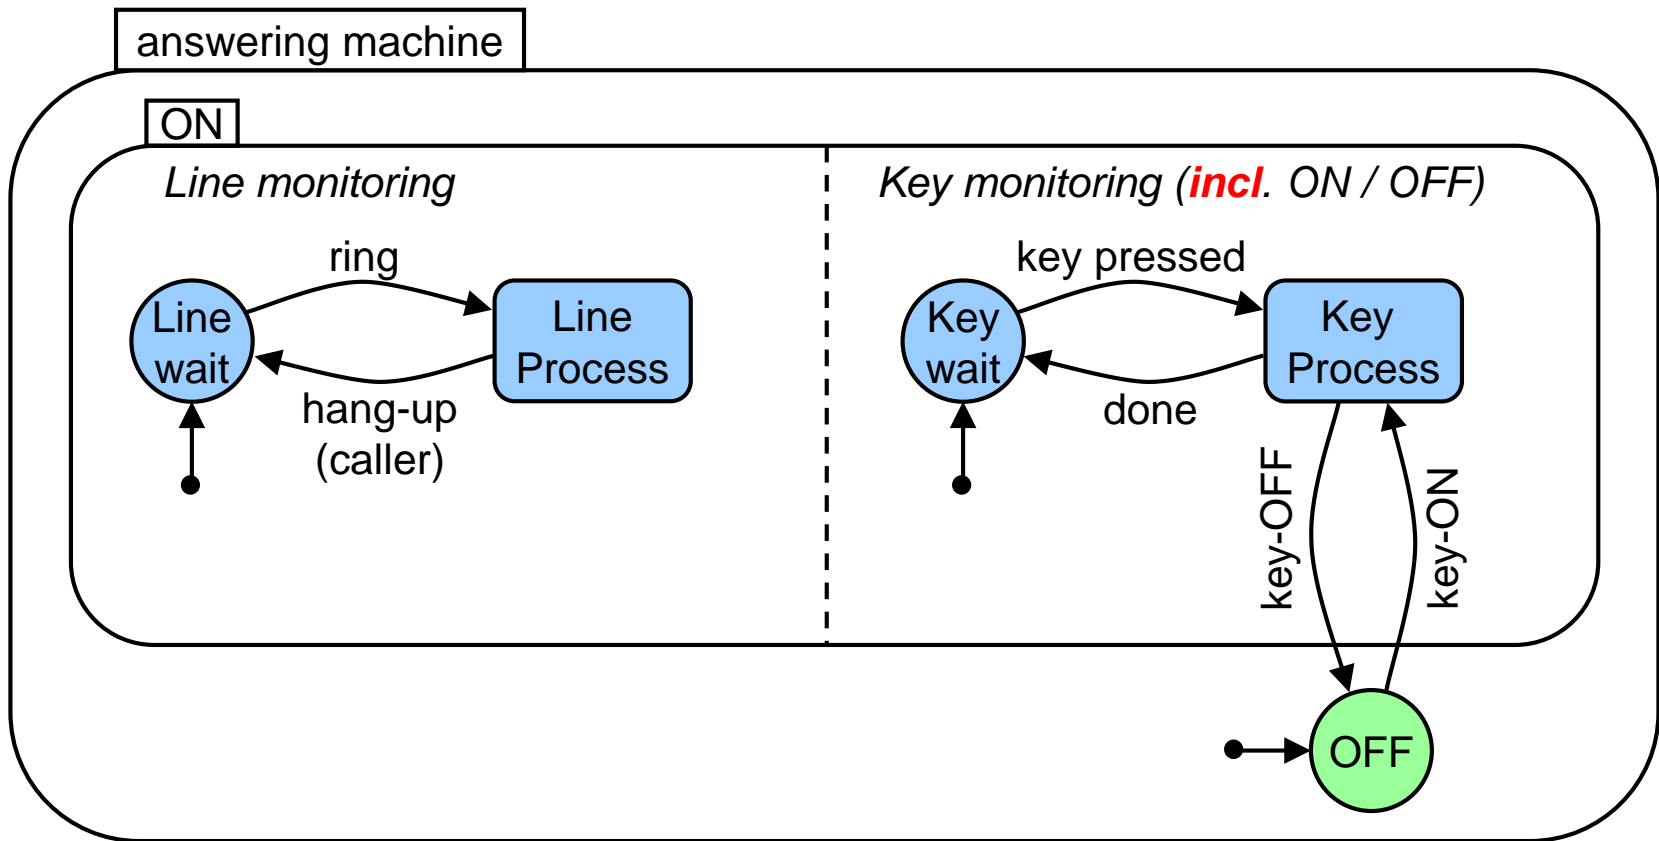 answering machine
ON
Line monitoring
Key monitoring (incl. ON / OFF)
ring
key pressed
Line
wait
Line
Process
Key
wait
Key
Process
hang-up
(caller)
done
key-OFF
key-ON
OFF